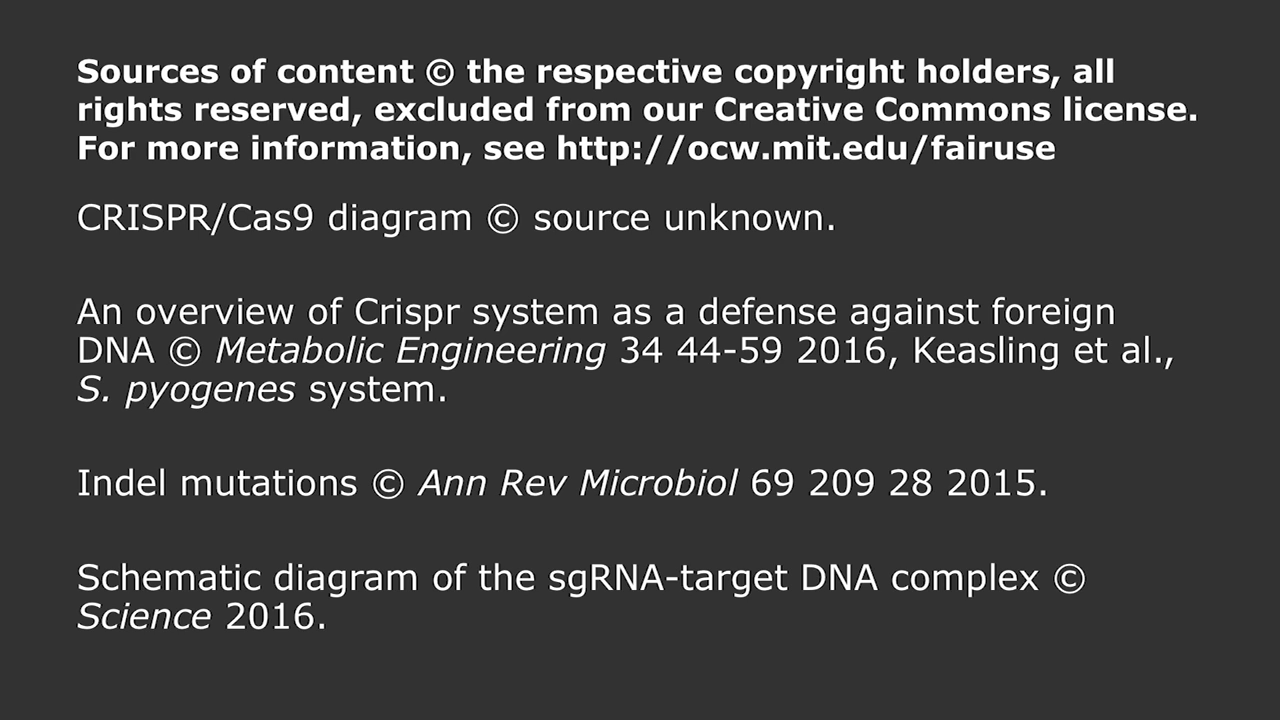 Sources of content © the respective copyright holders, all
rights reserved, excluded from our Creative Commons license.
For more information, see http://ocw.mit.edu/fairuse
CRISPR/Cas9 diagram © source unknown.
An overview of Crispr system as a defense against foreign
DNA © Metabolic Engineering 34 44-59 2016, Keasling et al.,
S. pyogenes system.
Indel mutations © Ann Rev Microbiol 69 209 28 2015.
Schematic diagram of the sgRNA-target DNA complex ©
Science 2016.